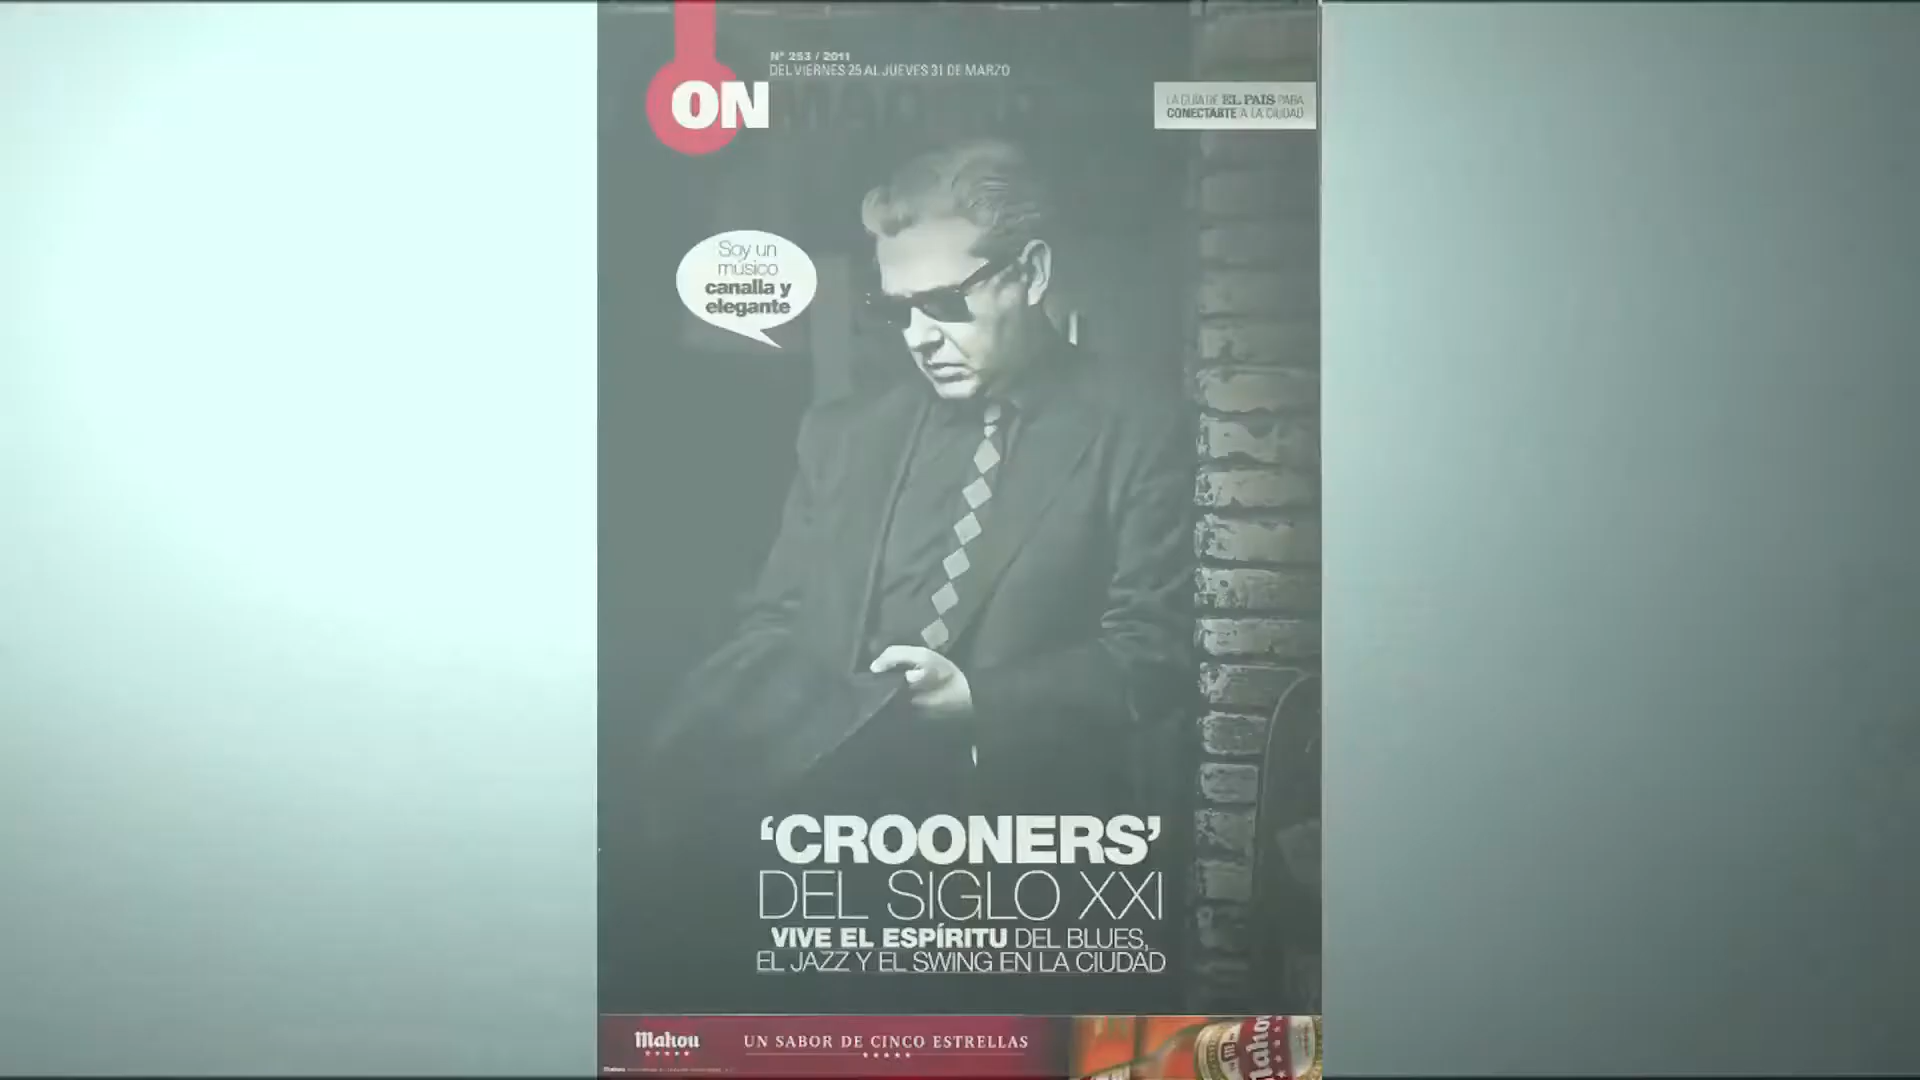 Nº 253 / 2011
DEL VIERNES 25 AL JUEVES 31 DE MARZO
ON
LA GUÍA DE EL PAIS PARA
CONECTARTE A LA CIUDAD
Soy un
músico
canalla y
elegante
‘CROONERS’
DEL SIGLO XXI
VIVE EL ESPÍRITU DEL BLUES,
EL JAZZ Y EL SWING EN LA CIUDAD
Mahou
UN SABOR DE CINCO ESTRELLAS
Mahou